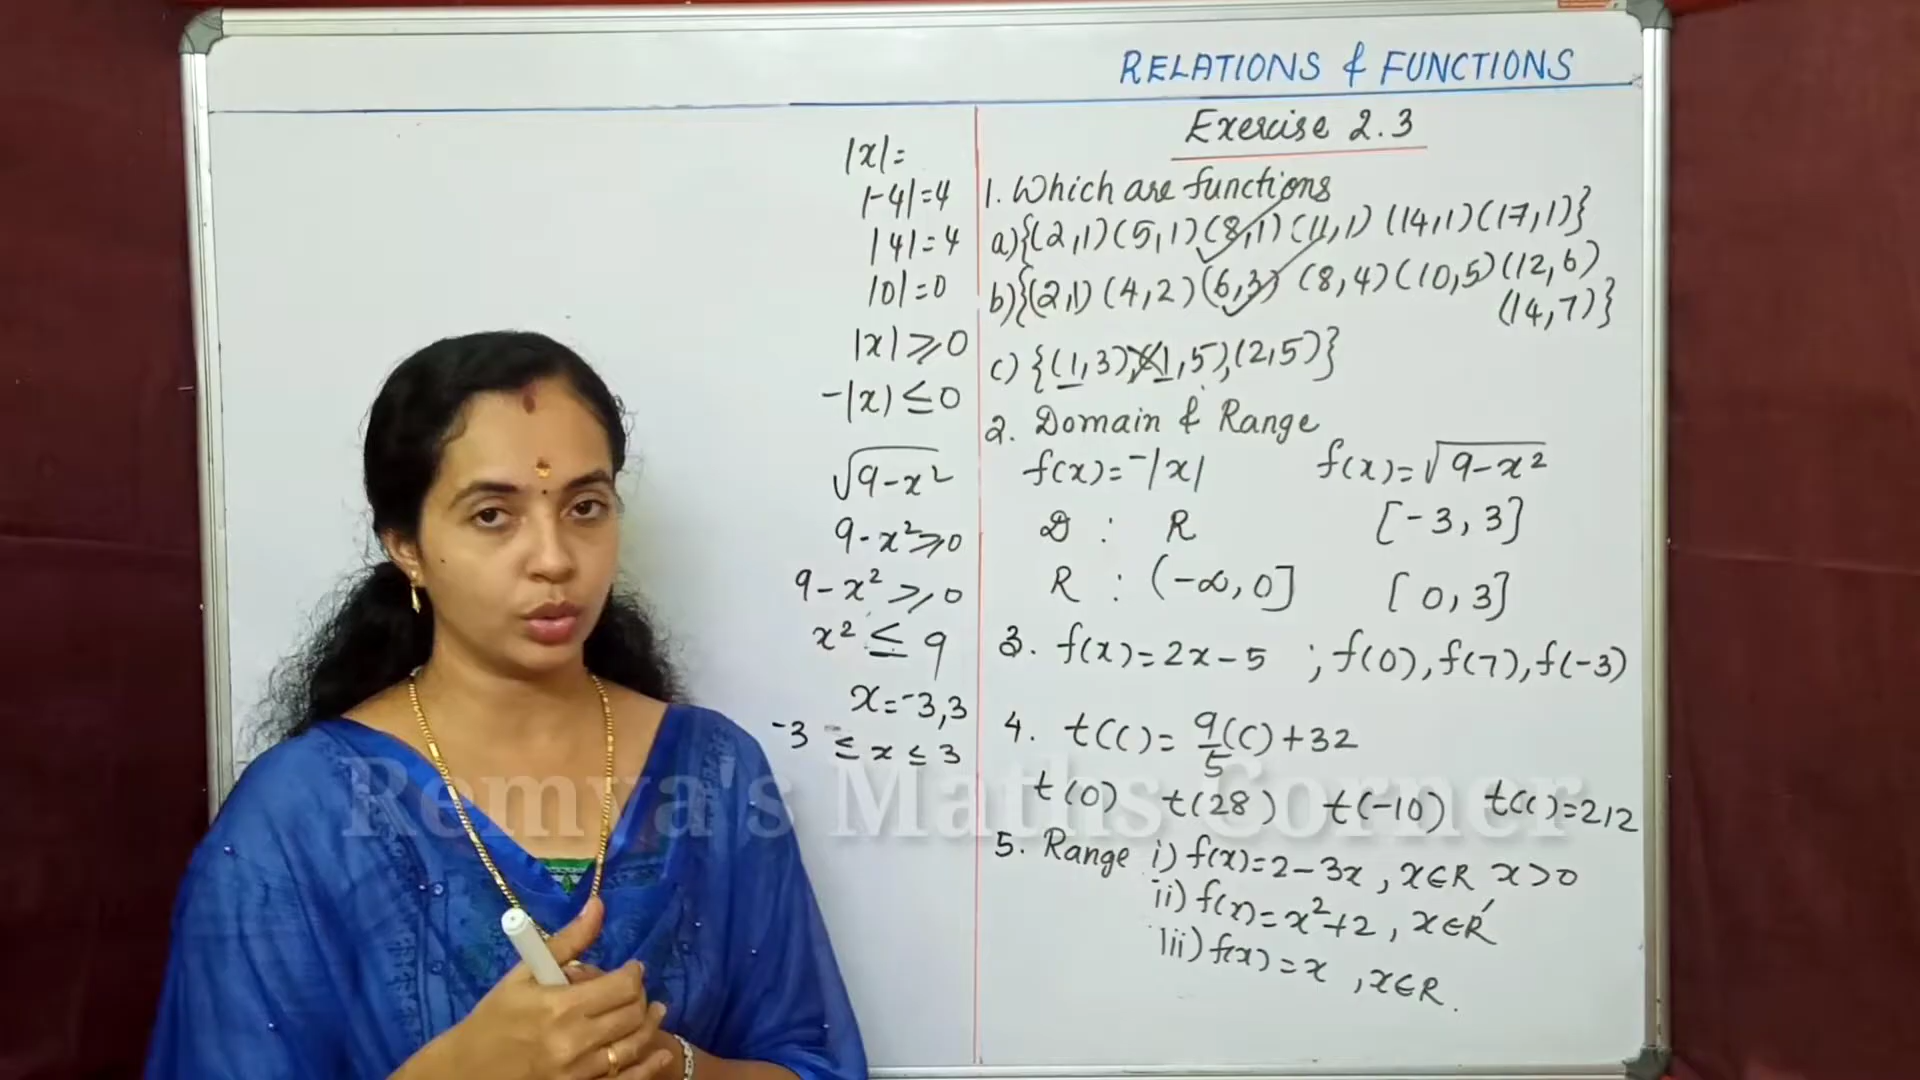 RELATIONS & FUNCTIONS
|x| =
|-4| = 4
|4| = 4
|0| = 0
|x| ⩾ 0
-|x) ≤ 0
√9-x²
9-x² ⩾ 0
9-x² ⩾ 0
x² ≤ 9
x = -3,3
-3 ≤ x ≤ 3
Exercise 2.3
1. Which are functions
a) {(2,1) (5,1) (8,1) (11,1) (14,1) (17,1)}
b) {(2,1) (4,2) (6,3) (8,4) (10,5) (12,6)
(14,7)}
c) {(1,3),(1,5),(2,5)}
2. Domain & Range
f(x) = -|x| f(x) = √9-x²
D : R [-3,3]
R : (-∞,0] [0,3]
3. f(x) = 2x-5 ; f(0), f(7), f(-3)
4. t(c) = 9/5 (c) + 32
t(0) t(28) t(-10) t(c) = 212
5. Range i) f(x) = 2-3x, x∈R x>0
ii) f(x) = x²+2, x∈R
iii) f(x) = x, x∈R.
Remya's Maths Corner